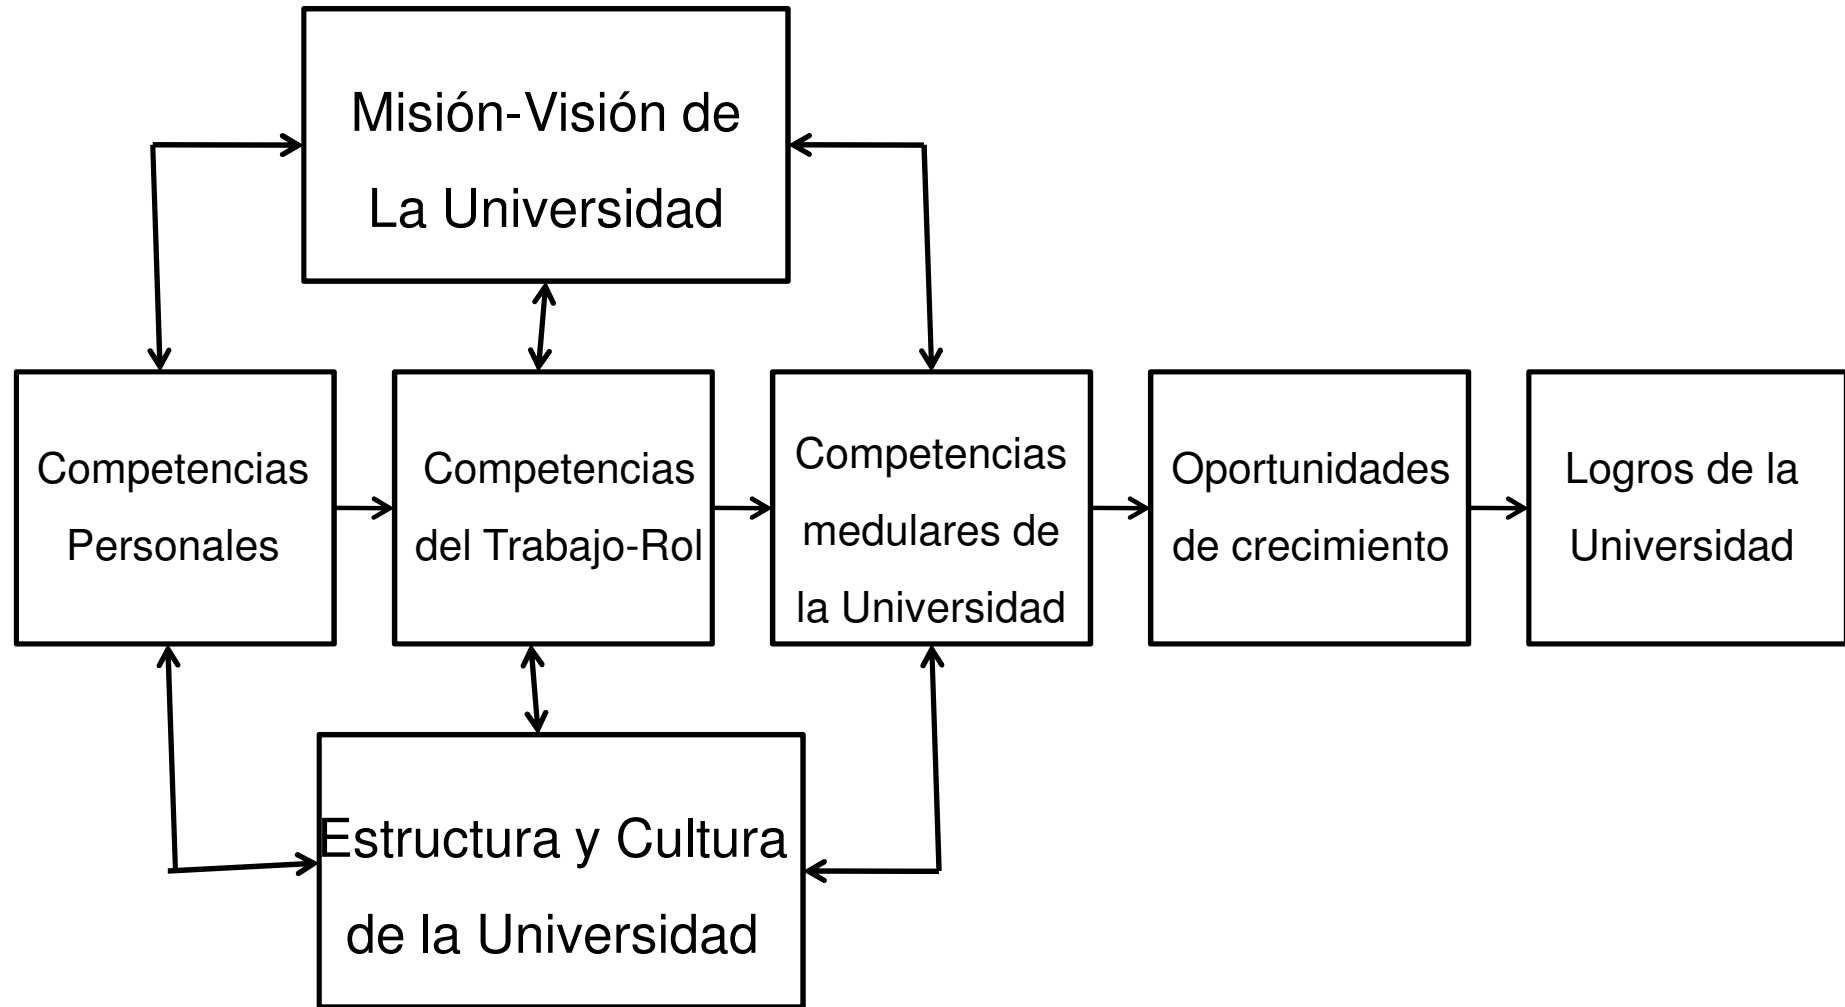 Misión-Visión de
La Universidad
Competencias
Personales
Competencias
del Trabajo-Rol
Competencias
medulares de
la Universidad
Oportunidades
de crecimiento
Logros de la
Universidad
Estructura y Cultura
de la Universidad